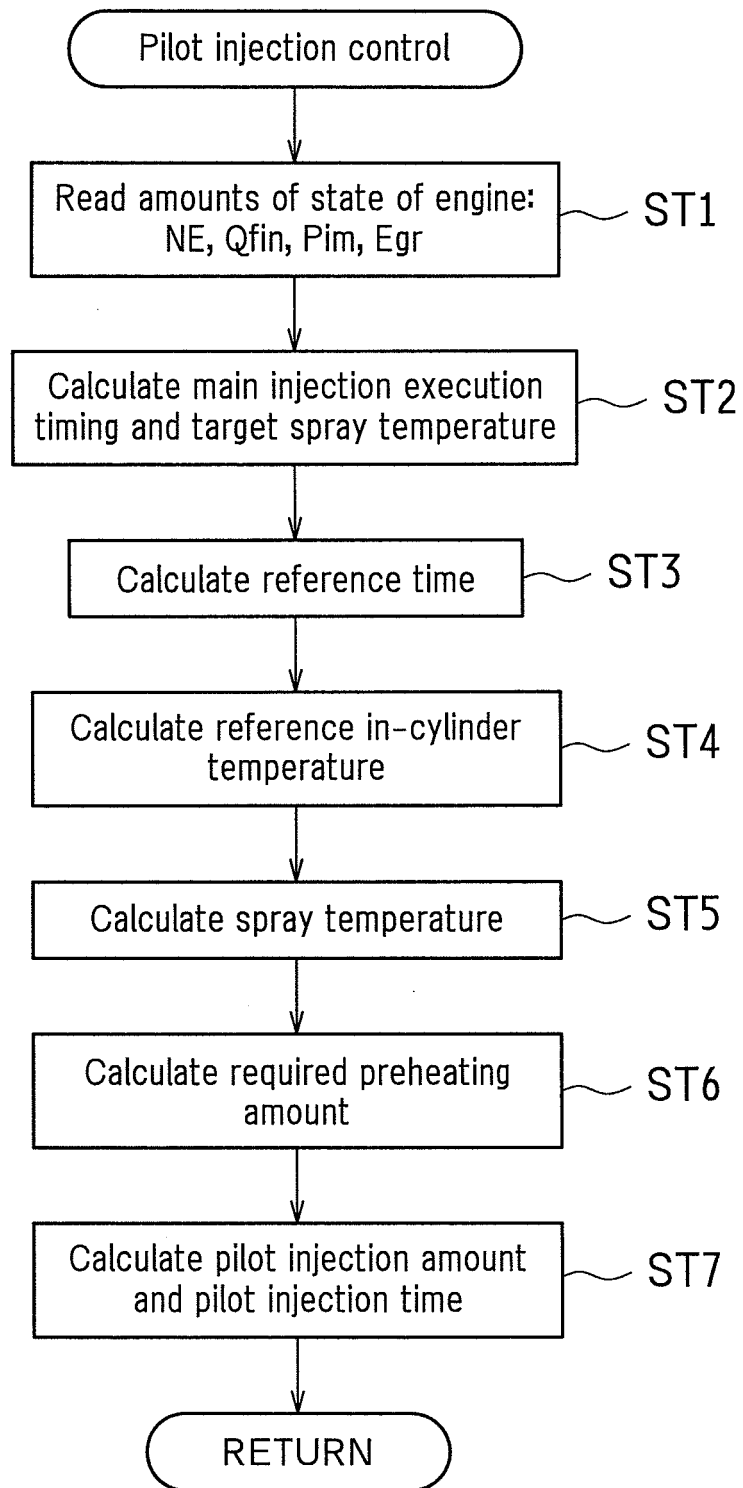 Pilot injection control
Read amounts of state of engine:
NE, Qfin, Pim, Egr
ST1
Calculate main injection execution
timing and target spray temperature
ST2
Calculate reference time
ST3
Calculate reference in-cylinder
temperature
ST4
Calculate spray temperature
ST5
Calculate required preheating
amount
ST6
Calculate pilot injection amount
and pilot injection time
ST7
RETURN